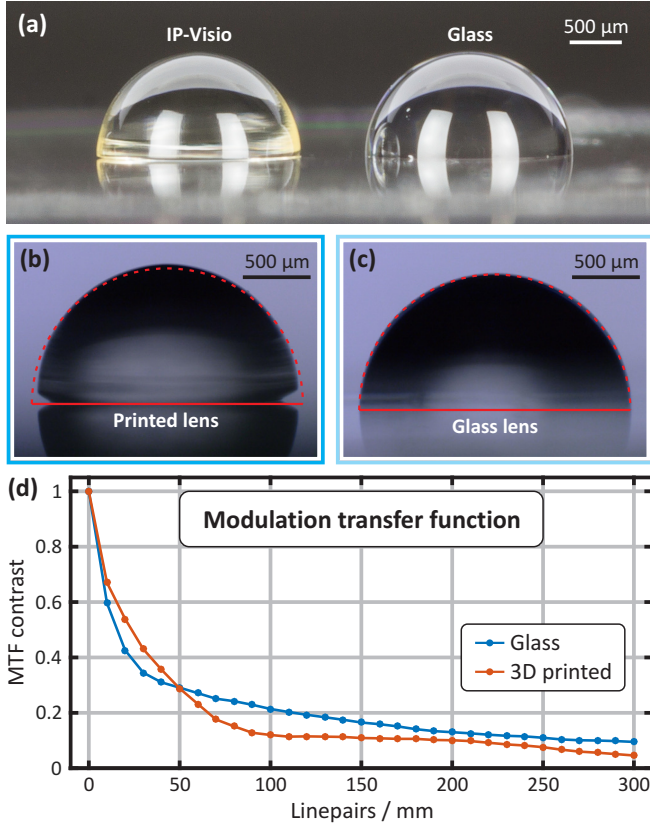 (a)
IP-Visio
Glass
500 µm
(b)
500 µm
Printed lens
(c)
500 µm
Glass lens
(d)
Modulation transfer function
MTF contrast
1
0.8
0.6
0.4
0.2
0
Glass
3D printed
0
50
100
150
200
250
300
Linepairs / mm